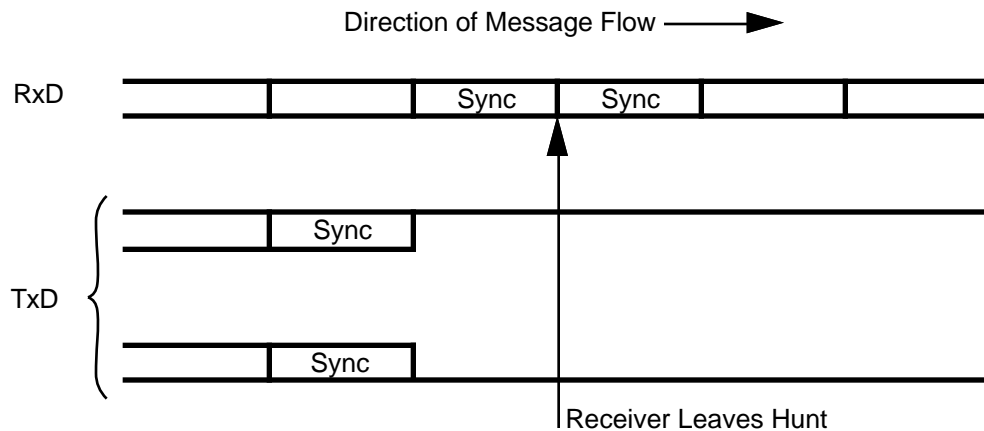 Direction of Message Flow
RxD
Sync Sync
Sync
TxD
Sync
Receiver Leaves Hunt